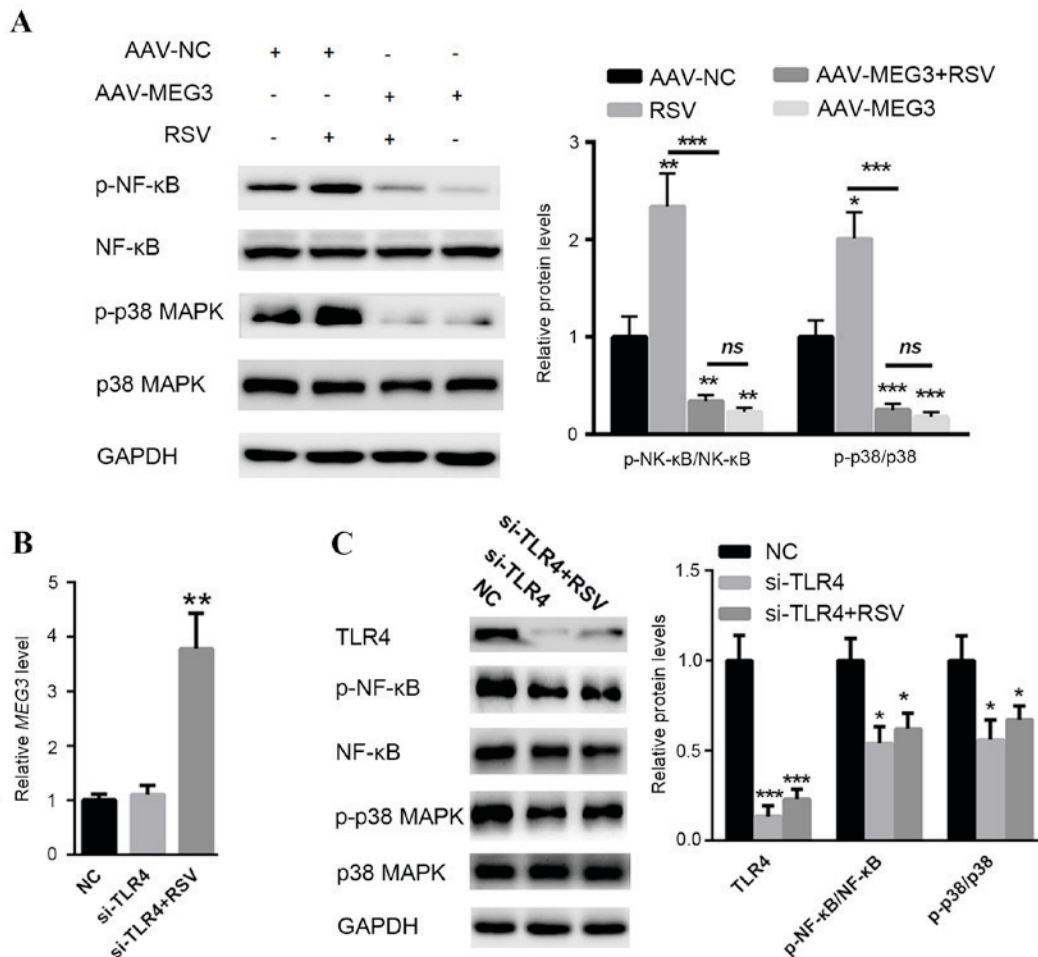 A
AAV-NC + + - -
AAV-MEG3 - - + +
RSV - + + -
p-NF-κB
NF-κB
p-p38 MAPK
p38 MAPK
GAPDH
AAV-NC AAV-MEG3+RSV
RSV AAV-MEG3
Relative protein levels
3
2
1
0
*** ***
** *
ns ns
** ** *** ***
p-NK-κB/NK-κB p-p38/p38
B
Relative MEG3 level
5
4
3
2
1
0
**
NC
si-TLR4
si-TLR4+RSV
C
NC
si-TLR4
si-TLR4+RSV
TLR4
p-NF-κB
NF-κB
p-p38 MAPK
p38 MAPK
GAPDH
NC
si-TLR4
si-TLR4+RSV
Relative protein levels
1.5
1.0
0.5
0.0
*** *** * * * *
TLR4
p-NF-κB/NF-κB
p-p38/p38